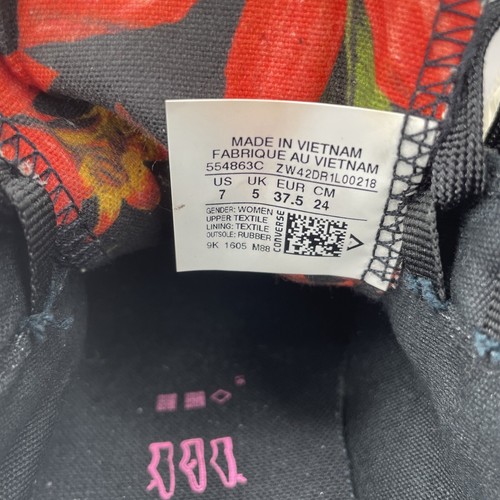 MADE IN VIETNAM
FABRIQUE AU VIETNAM
554863C ZW42DR1L00218
US UK EUR CM
7 5 37.5 24
GENDER: WOMEN
UPPER TEXTILE
LINING: TEXTILE
OUTSOLE: RUBBER
9K 1605 M88
CONVERSE